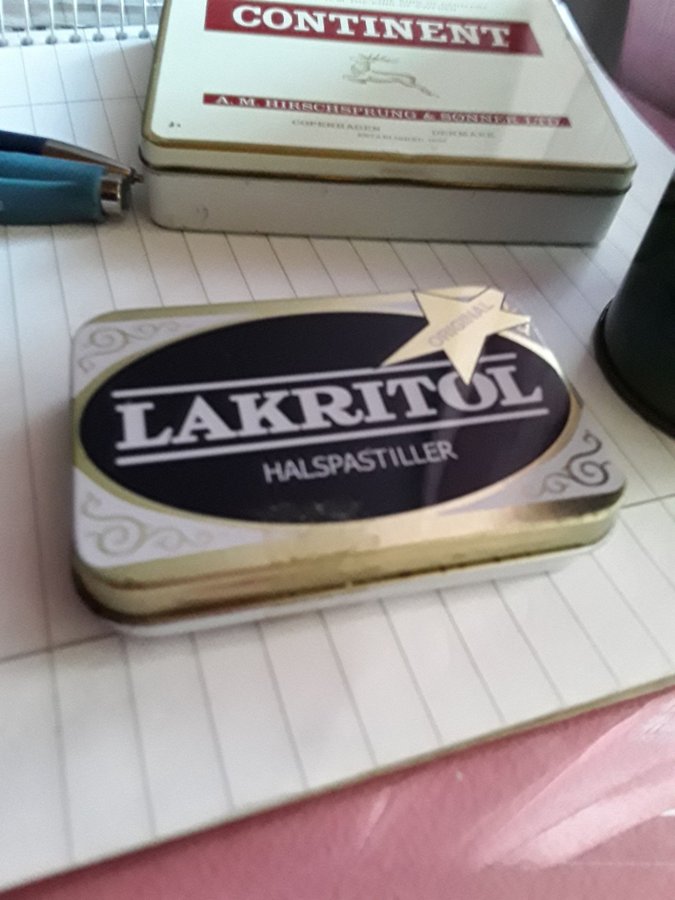 CONTINENT
A. M. HIRSCHSPRUNG & SØNNER LTD.
COPENHAGEN DENMARK
ORIGINAL
LAKRITOL
HALSPASTILLER